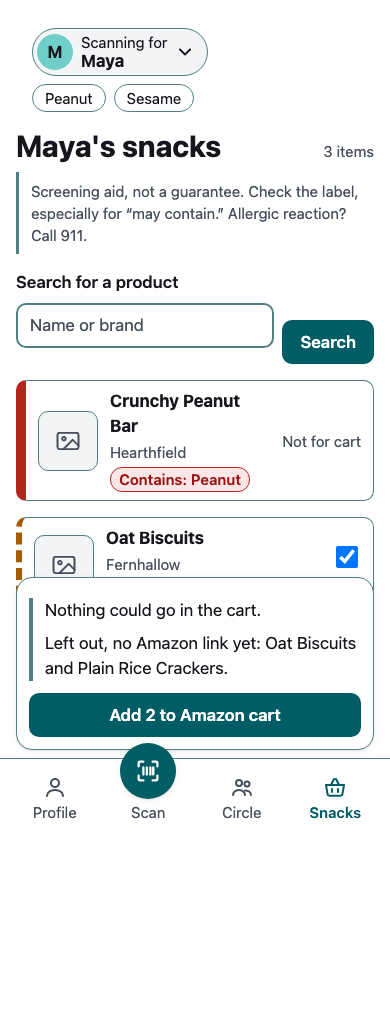 M
Scanning for
Maya
Peanut
Sesame
Maya's snacks
3 items
Screening aid, not a guarantee. Check the label,
especially for “may contain.” Allergic reaction?
Call 911.
Search for a product
Name or brand
Search
Crunchy Peanut
Bar
Hearthfield
Contains: Peanut
Not for cart
Oat Biscuits
Fernhallow
Nothing could go in the cart.
Left out, no Amazon link yet: Oat Biscuits
and Plain Rice Crackers.
Add 2 to Amazon cart
Profile
Scan
Circle
Snacks